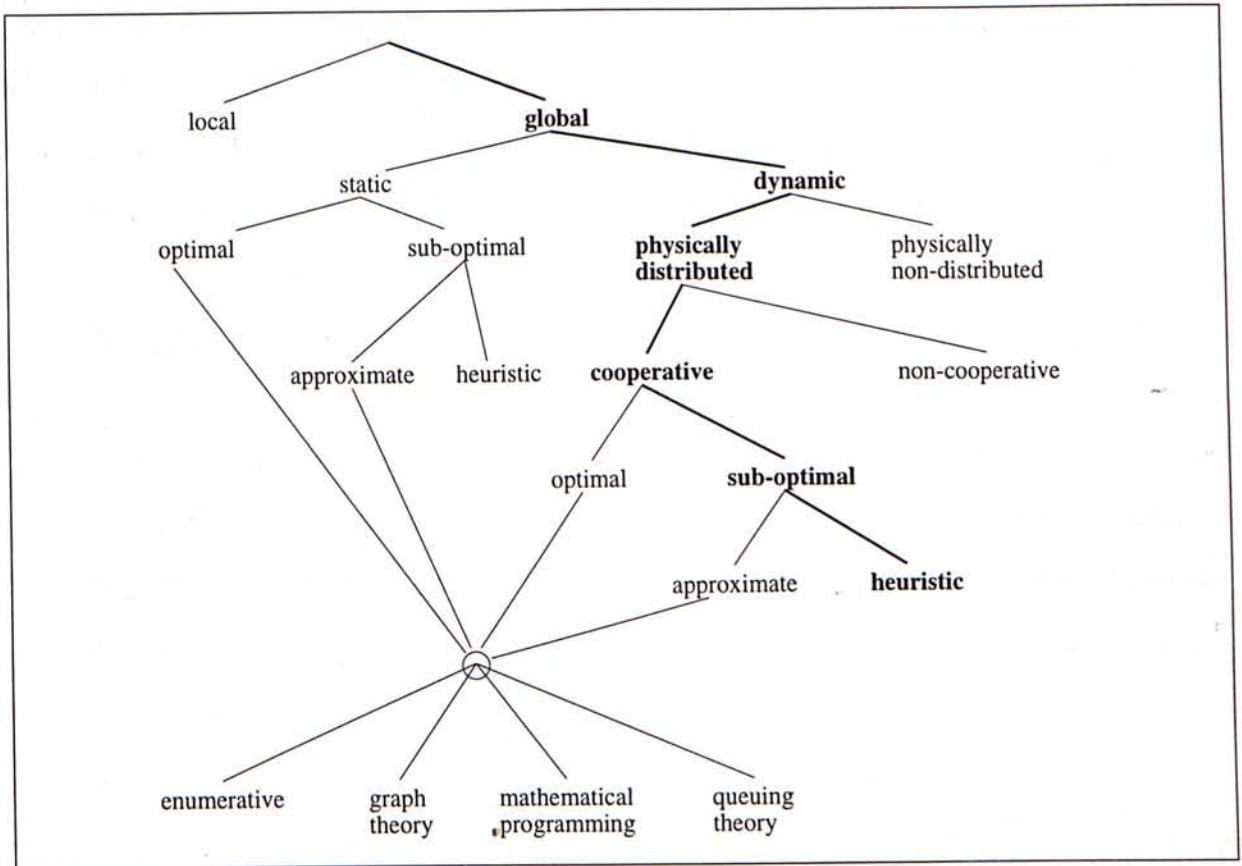 local
global
static
dynamic
optimal
sub-optimal
physically
distributed
physically
non-distributed
approximate
heuristic
cooperative
non-cooperative
optimal
sub-optimal
approximate
heuristic
enumerative
graph
theory
mathematical
programming
queuing
theory